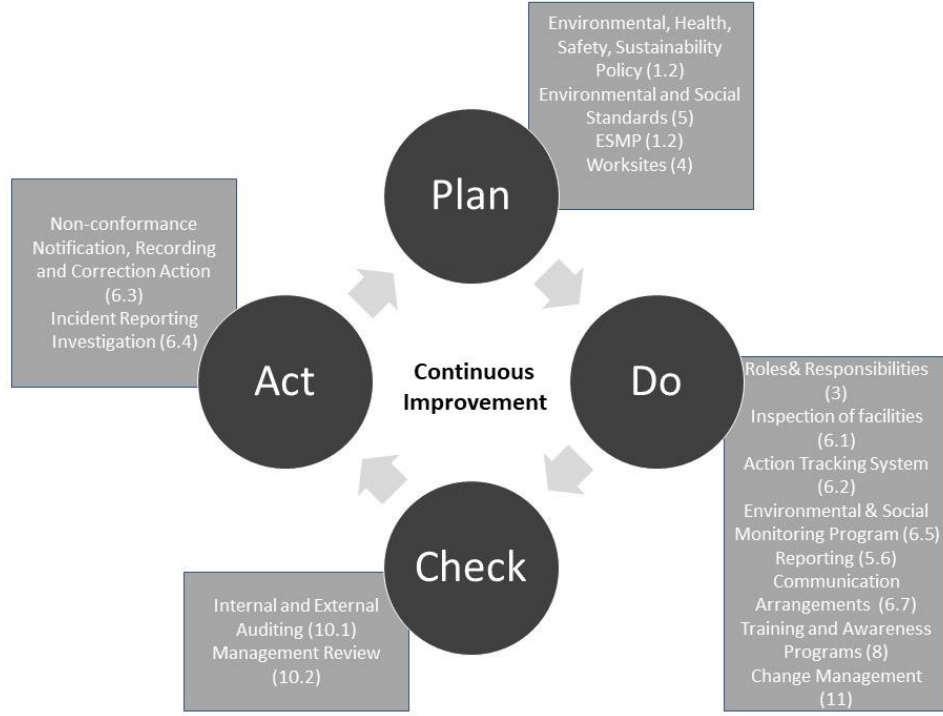 Environmental, Health,
Safety, Sustainability
Policy (1.2)
Environmental and Social
Standards (5)
ESMP (1.2)
Worksites (4)
Plan
Non-conformance
Notification, Recording
and Correction Action
(6.3)
Incident Reporting
Investigation (6.4)
Act
Continuous
Improvement
Do
Roles& Responsibilities
(3)
Inspection of facilities
(6.1)
Action Tracking System
(6.2)
Environmental & Social
Monitoring Program (6.5)
Reporting (5.6)
Communication
Arrangements (6.7)
Training and Awareness
Programs (8)
Change Management
(11)
Check
Internal and External
Auditing (10.1)
Management Review
(10.2)